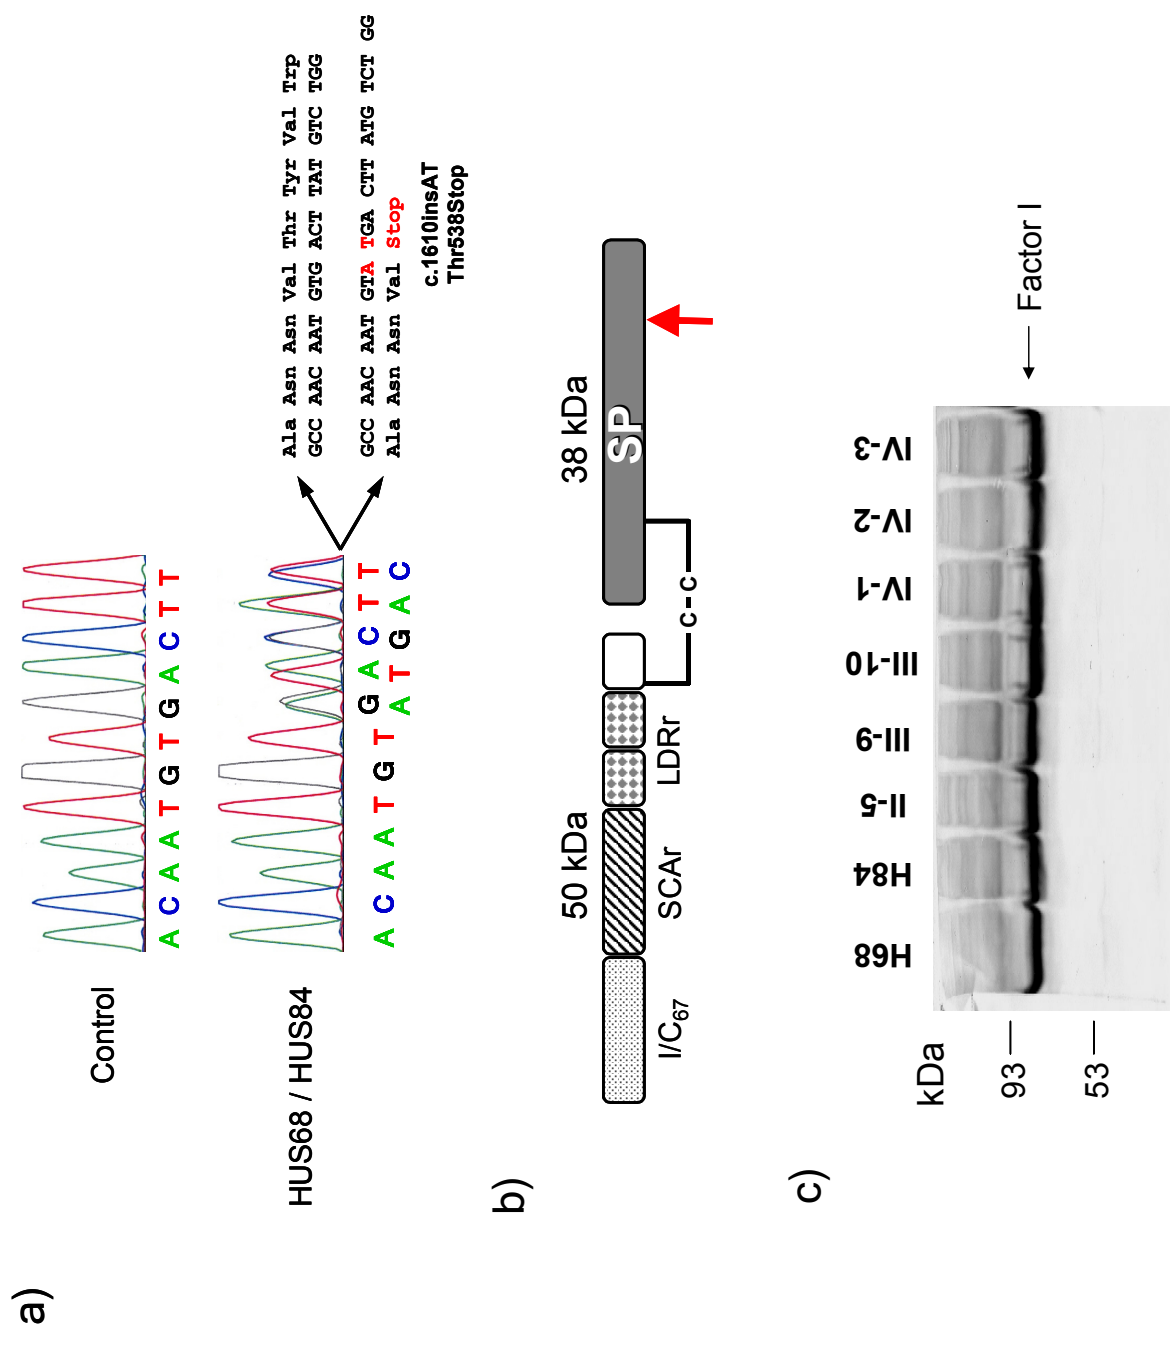 a)
Control
A C A A T G T G A C T T
HUS68 / HUS84
A C A A T G T G A C T T
A T G A C
Ala Asn Asn Val Thr Tyr Val Trp
GCC AAC AAT GTG ACT TAT GTC TGG
GCC AAC AAT GTA TGA CTT ATG TCT GG
Ala Asn Asn Val Stop
c.1610insAT
Thr538Stop
b)
50 kDa
38 kDa
SP
I/C67
SCAr
LDRr
C-C
c)
kDa
H68
H84
II-5
III-9
III-10
IV-1
IV-2
IV-3
93
53
Factor I